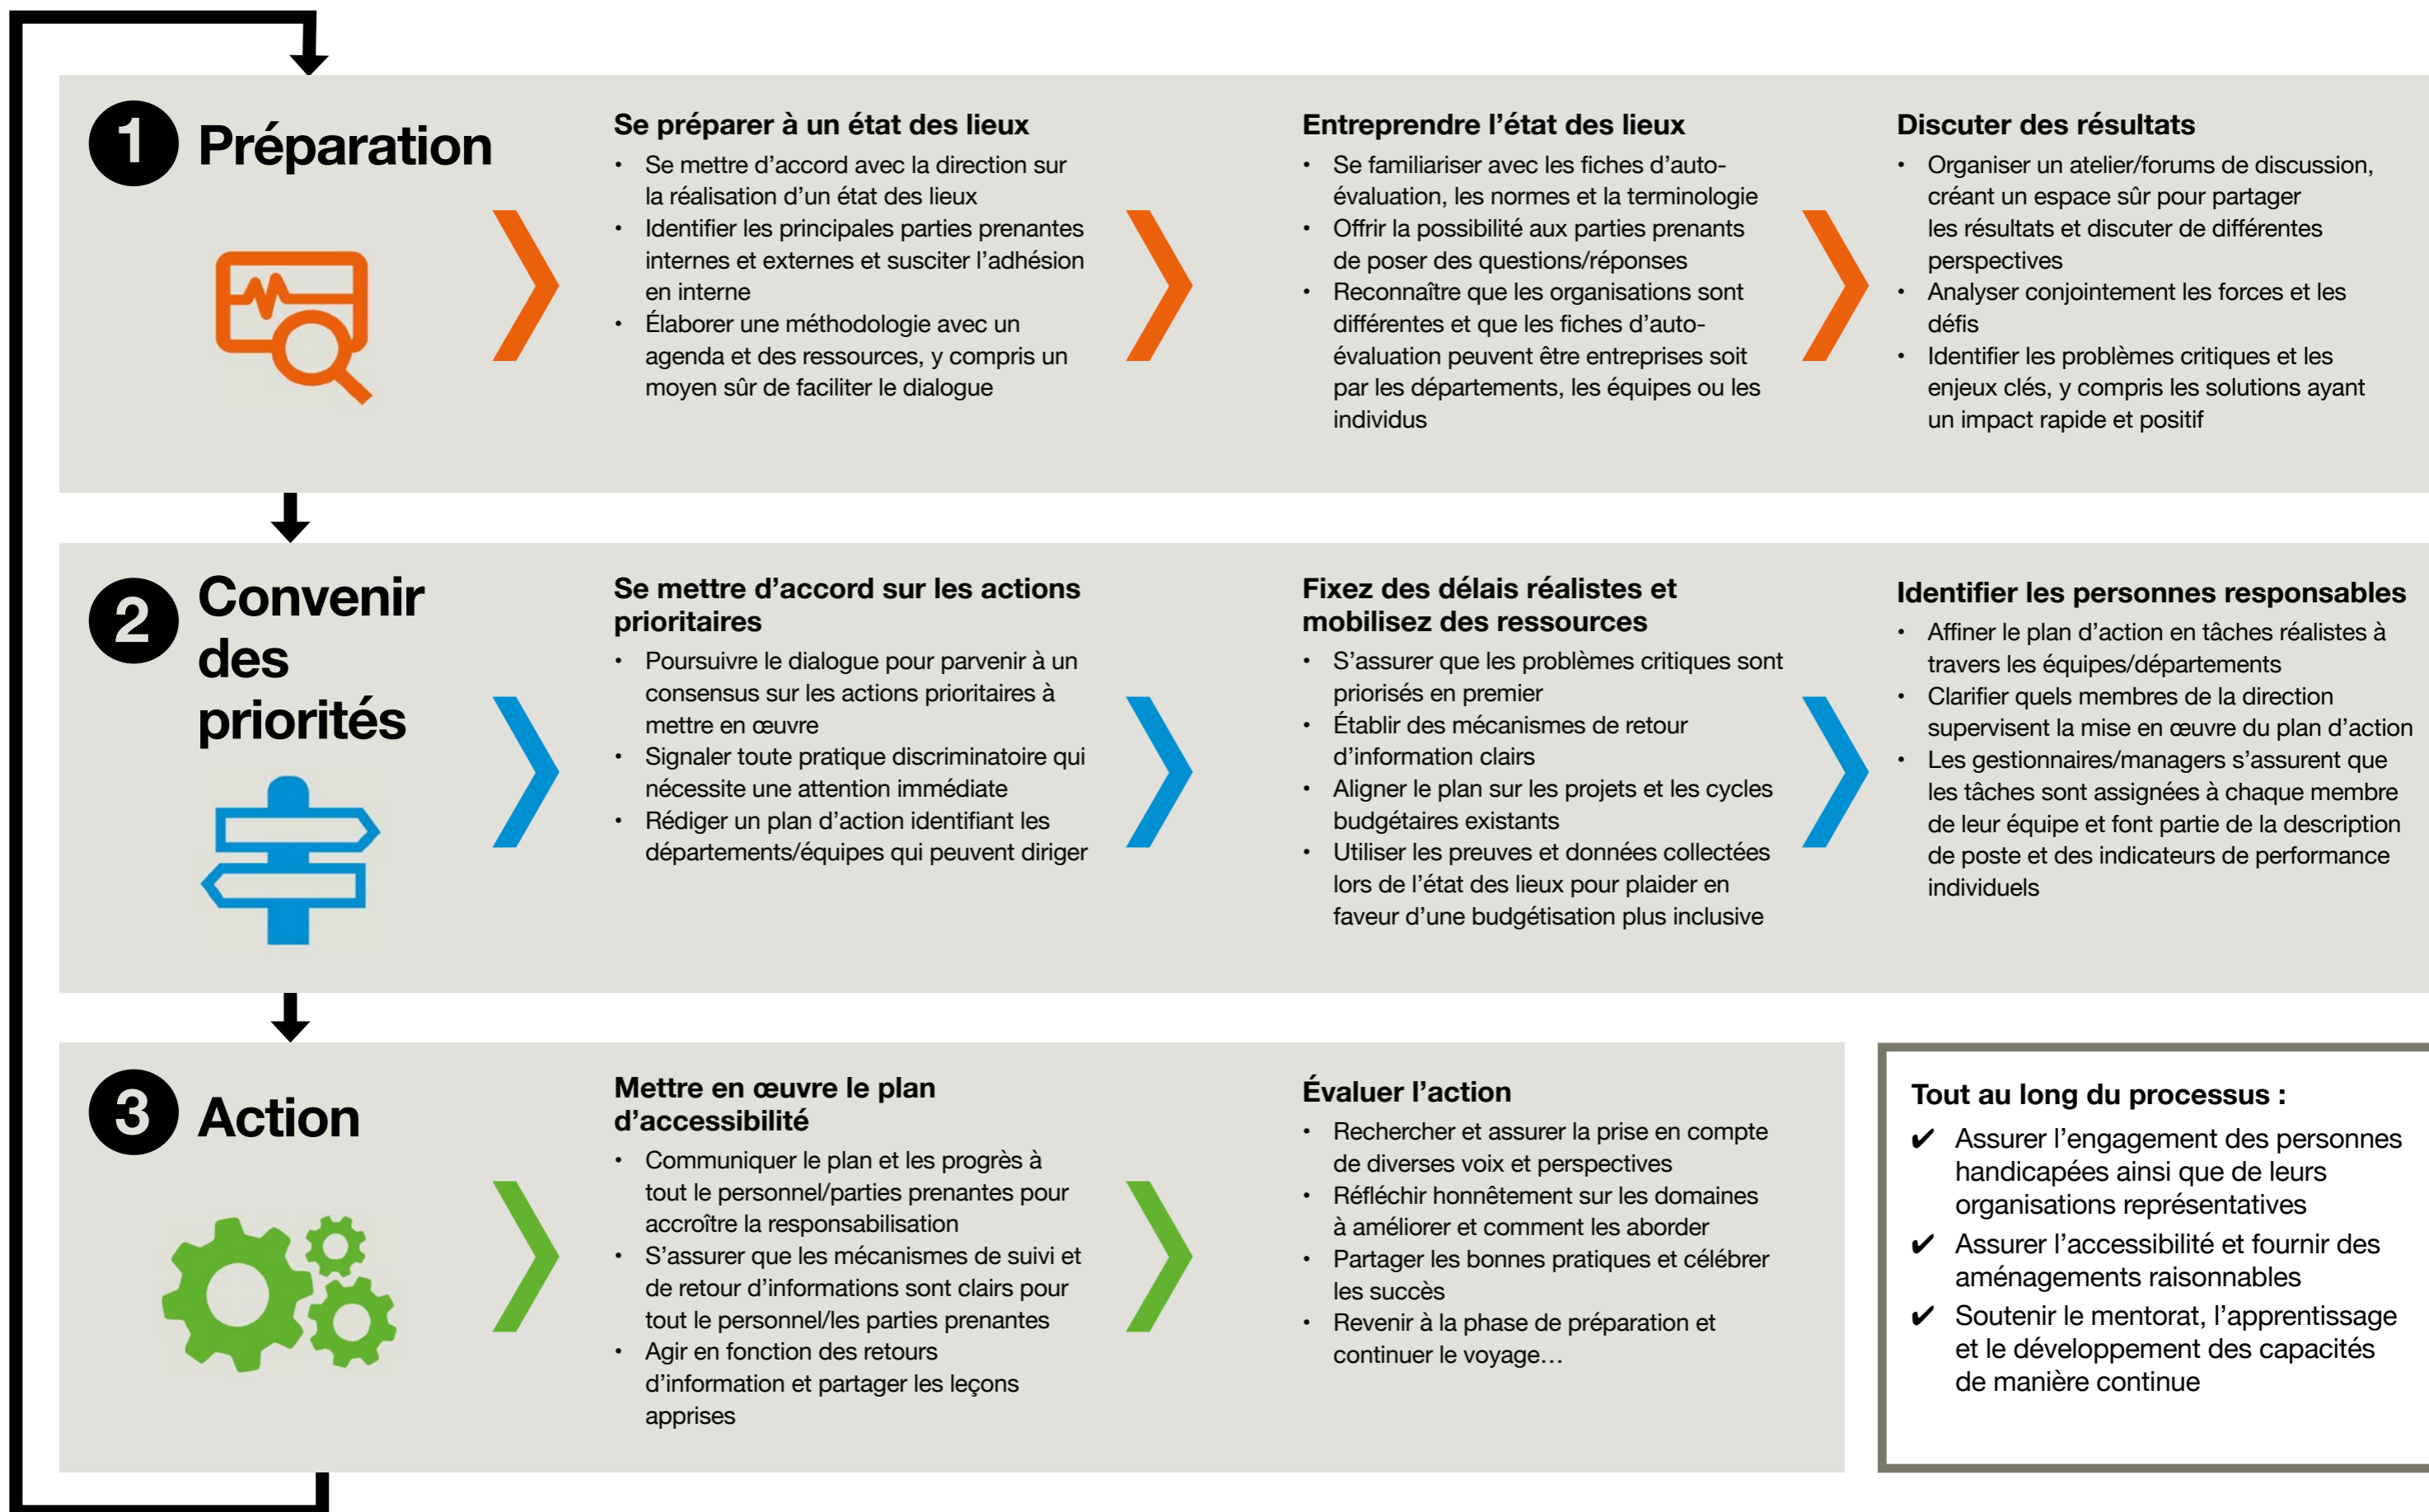 1 Préparation
Se préparer à un état des lieux
• Se mettre d’accord avec la direction sur
la réalisation d’un état des lieux
• Identifier les principales parties prenantes
internes et externes et susciter l’adhésion
en interne
• Élaborer une méthodologie avec un
agenda et des ressources, y compris un
moyen sûr de faciliter le dialogue
Entreprendre l’état des lieux
• Se familiariser avec les fiches d’auto-
évaluation, les normes et la terminologie
• Offrir la possibilité aux parties prenants
de poser des questions/réponses
• Reconnaître que les organisations sont
différentes et que les fiches d’auto-
évaluation peuvent être entreprises soit
par les départements, les équipes ou les
individus
Discuter des résultats
• Organiser un atelier/forums de discussion,
créant un espace sûr pour partager
les résultats et discuter de différentes
perspectives
• Analyser conjointement les forces et les
défis
• Identifier les problèmes critiques et les
enjeux clés, y compris les solutions ayant
un impact rapide et positif
2 Convenir
des
priorités
Se mettre d’accord sur les actions
prioritaires
• Poursuivre le dialogue pour parvenir à un
consensus sur les actions prioritaires à
mettre en œuvre
• Signaler toute pratique discriminatoire qui
nécessite une attention immédiate
• Rédiger un plan d’action identifiant les
départements/équipes qui peuvent diriger
Fixez des délais réalistes et
mobilisez des ressources
• S’assurer que les problèmes critiques sont
priorisés en premier
• Établir des mécanismes de retour
d’information clairs
• Aligner le plan sur les projets et les cycles
budgétaires existants
• Utiliser les preuves et données collectées
lors de l’état des lieux pour plaider en
faveur d’une budgétisation plus inclusive
Identifier les personnes responsables
• Affiner le plan d’action en tâches réalistes à
travers les équipes/départements
• Clarifier quels membres de la direction
supervisent la mise en œuvre du plan d’action
• Les gestionnaires/managers s’assurent que
les tâches sont assignées à chaque membre
de leur équipe et font partie de la description
de poste et des indicateurs de performance
individuels
3 Action
Mettre en œuvre le plan
d’accessibilité
• Communiquer le plan et les progrès à
tout le personnel/parties prenantes pour
accroître la responsabilisation
• S’assurer que les mécanismes de suivi et
de retour d’informations sont clairs pour
tout le personnel/les parties prenantes
• Agir en fonction des retours
d’information et partager les leçons
apprises
Évaluer l’action
• Rechercher et assurer la prise en compte
de diverses voix et perspectives
• Réfléchir honnêtement sur les domaines
à améliorer et comment les aborder
• Partager les bonnes pratiques et célébrer
les succès
• Revenir à la phase de préparation et
continuer le voyage…
Tout au long du processus :
✔ Assurer l’engagement des personnes
handicapées ainsi que de leurs
organisations représentatives
✔ Assurer l’accessibilité et fournir des
aménagements raisonnables
✔ Soutenir le mentorat, l’apprentissage
et le développement des capacités
de manière continue